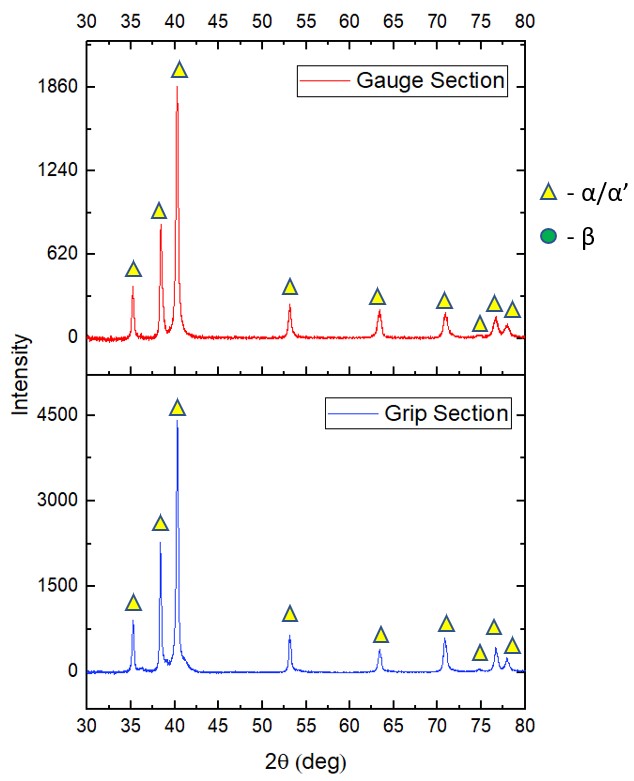 30 35 40 45 50 55 60 65 70 75 80
1860
1240
620
0
Gauge Section
- α/α’
- β
Intensity
4500
3000
1500
0
Grip Section
30 35 40 45 50 55 60 65 70 75 80
2θ (deg)